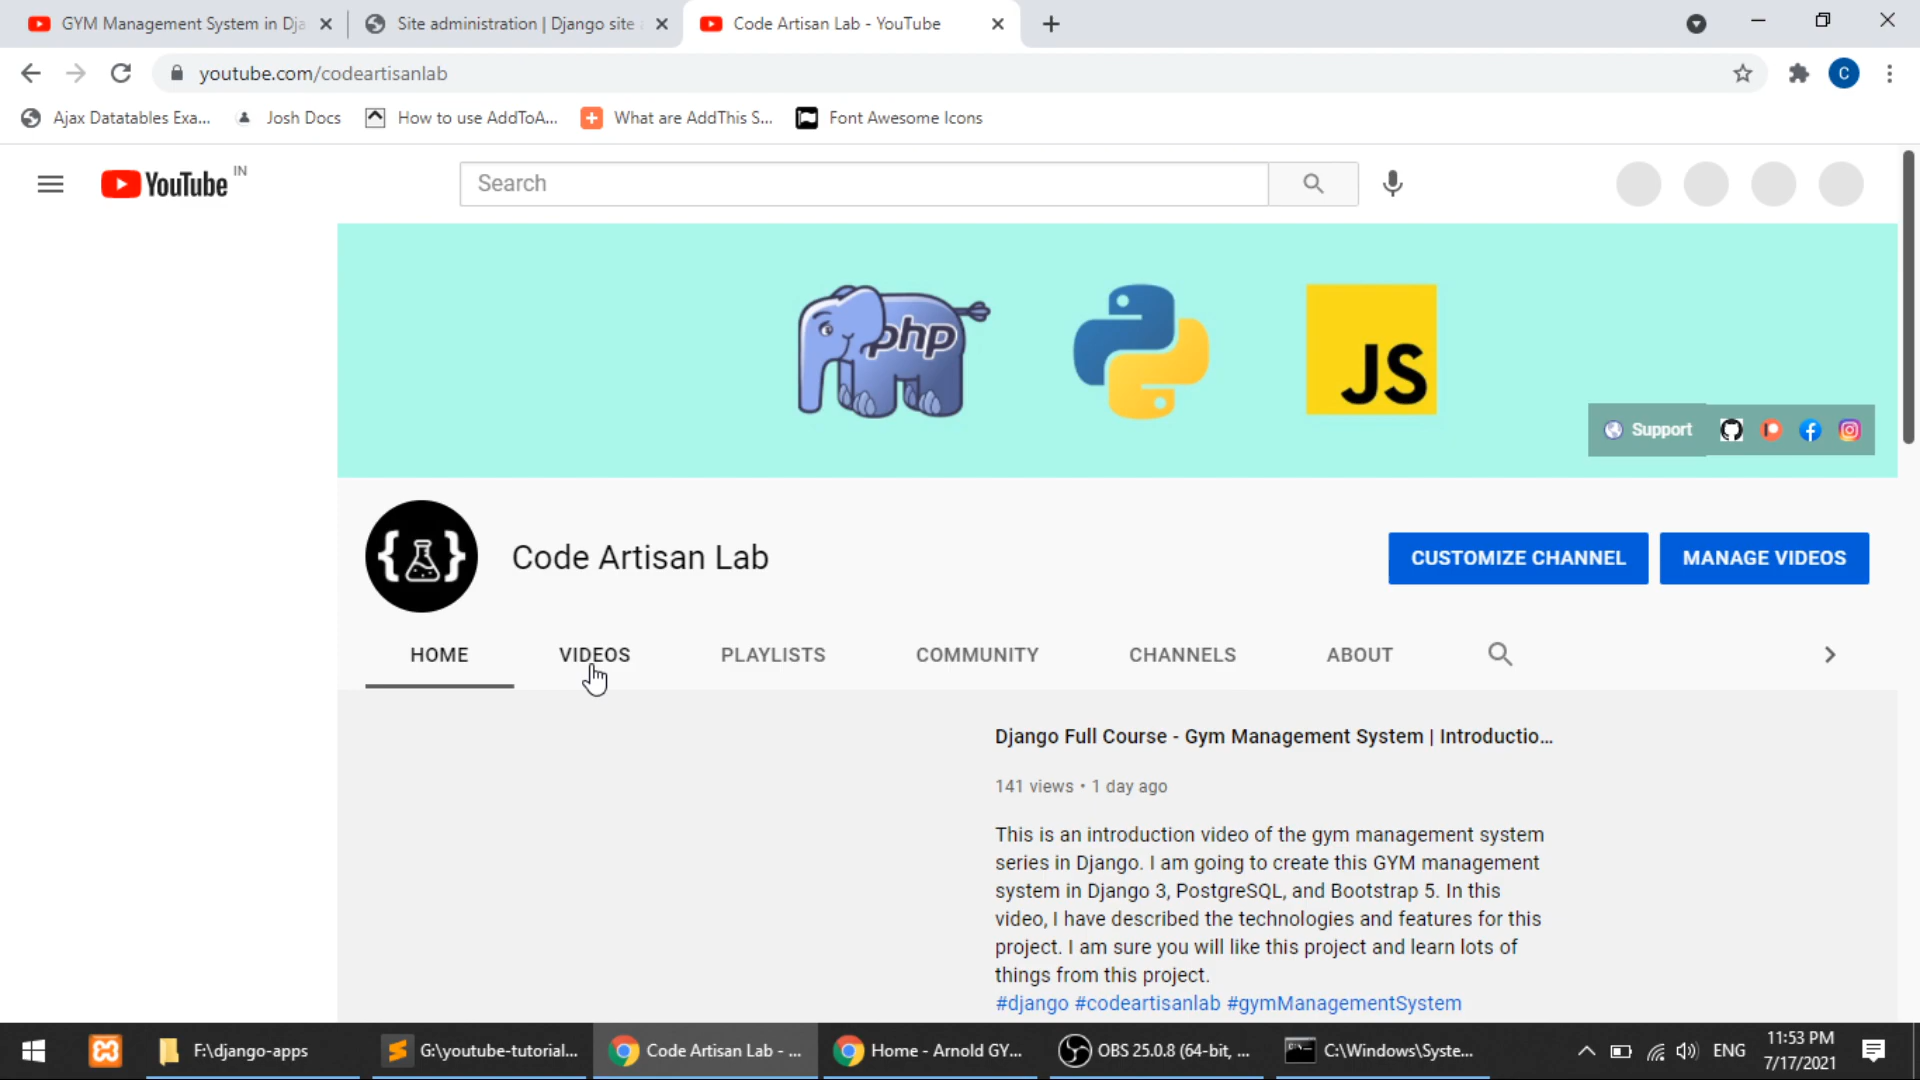 GYM Management System in Dja
Site administration | Django site a
Code Artisan Lab - YouTube
youtube.com/codeartisanlab
C
Ajax Datatables Exa...
Josh Docs
How to use AddToA...
What are AddThis S...
Font Awesome Icons
YouTube IN
Search
php
JS
Support
Code Artisan Lab
CUSTOMIZE CHANNEL
MANAGE VIDEOS
HOME
VIDEOS
PLAYLISTS
COMMUNITY
CHANNELS
ABOUT
Django Full Course - Gym Management System | Introductio...
141 views • 1 day ago
This is an introduction video of the gym management system
series in Django. I am going to create this GYM management
system in Django 3, PostgreSQL, and Bootstrap 5. In this
video, I have described the technologies and features for this
project. I am sure you will like this project and learn lots of
things from this project.
#django #codeartisanlab #gymManagementSystem
F:\django-apps
G:\youtube-tutorial...
Code Artisan Lab - ...
Home - Arnold GY...
OBS 25.0.8 (64-bit, ...
C:\Windows\Syste...
ENG
11:53 PM
7/17/2021